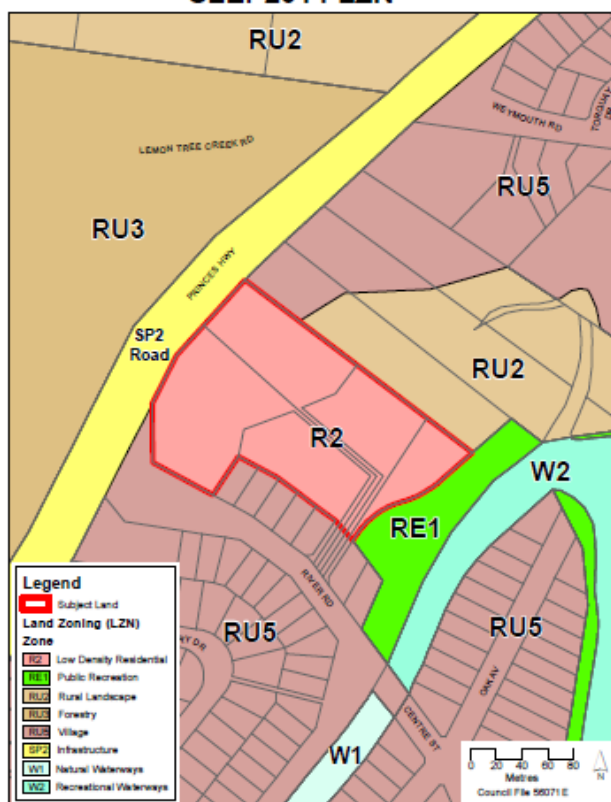 RU2
WEYMOUTH RD
TORQUAY
LEMON TREE CREEK RD
RU5
RU3
PRINCES HWY
SP2
Road
RU2
R2
W2
RE1
RIVER RD
RU5
RU5
OAK AV
CENTRE ST
W1
Legend
Subject Land
Land Zoning (LZN)
Zone
R2 Low Density Residential
RE1 Public Recreation
RU2 Rural Landscape
RU3 Forestry
RU5 Village
SP2 Infrastructure
W1 Natural Waterways
W2 Recreational Waterways
0 20 40 60 80
Metres
N
Council File 56071E